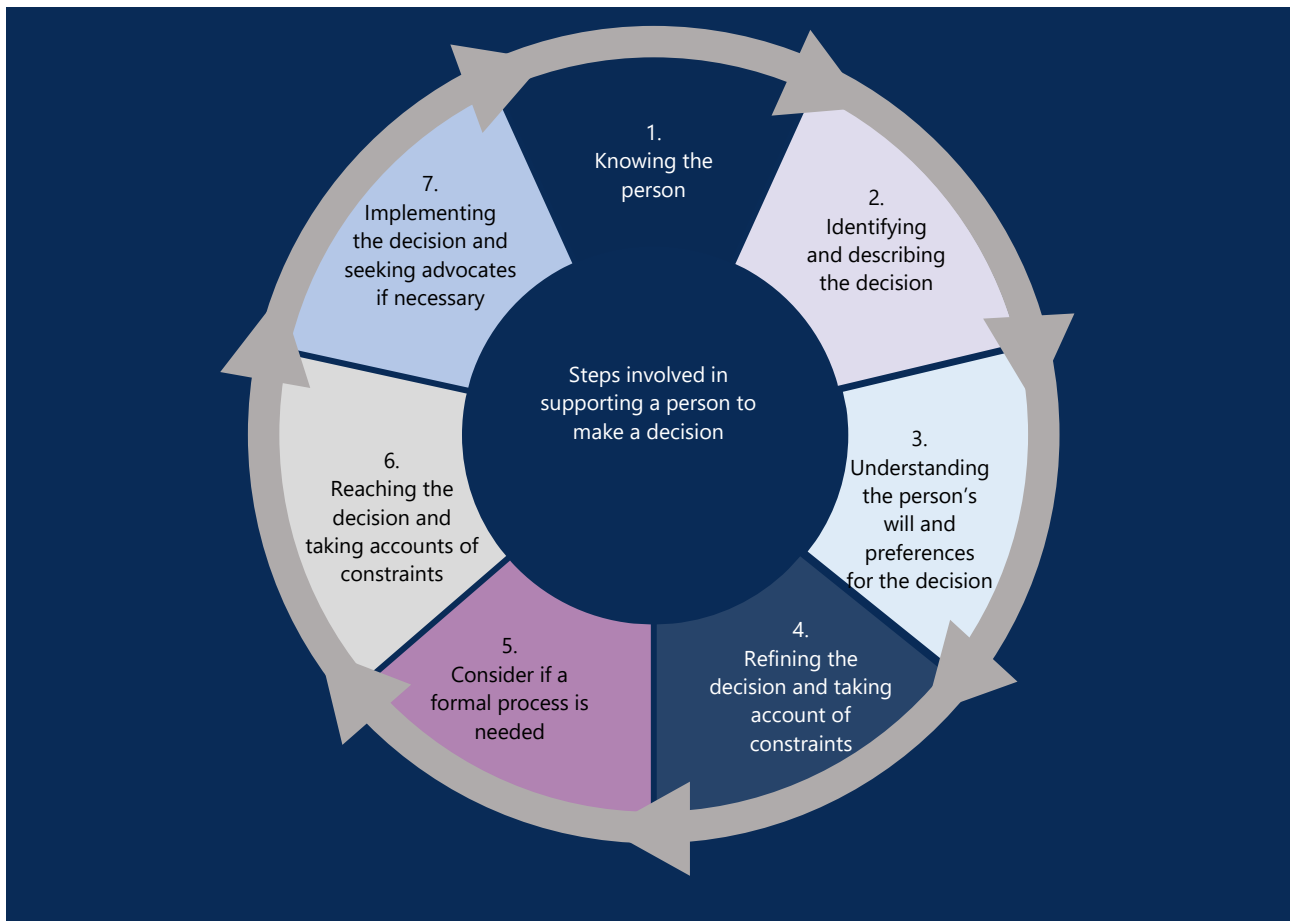 1.
Knowing the
person
2.
Identifying
and describing
the decision
3.
Understanding
the person’s
will and
preferences
for the decision
4.
Refining the
decision and taking
account of
constraints
5.
Consider if a
formal process is
needed
6.
Reaching the
decision and
taking accounts of
constraints
7.
Implementing
the decision and
seeking advocates
if necessary
Steps involved in
supporting a person to
make a decision